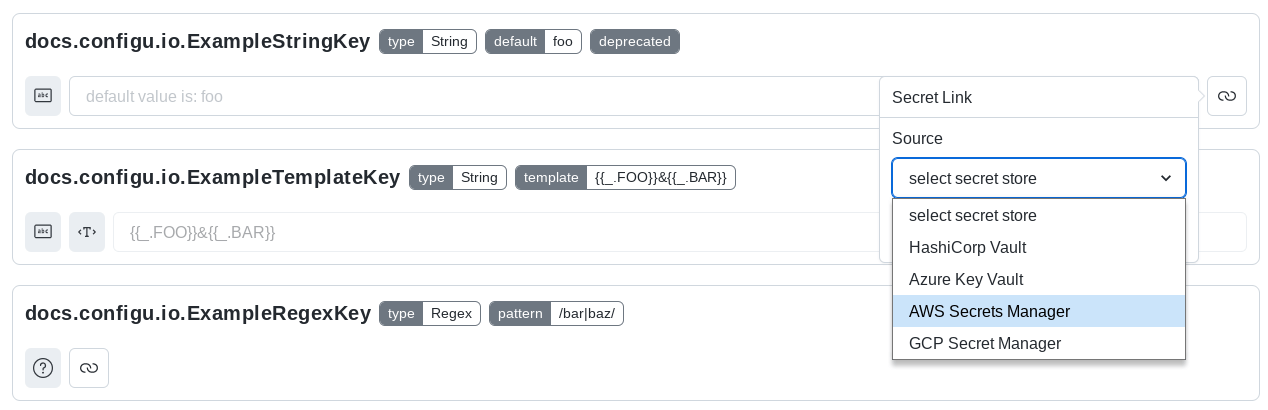 docs.configu.io.ExampleStringKey type String default foo deprecated
abc default value is: foo
Secret Link
Source
select secret store
select secret store
HashiCorp Vault
Azure Key Vault
AWS Secrets Manager
GCP Secret Manager
docs.configu.io.ExampleTemplateKey type String template {{_.FOO}}&{{_.BAR}}
abc <T> {{_.FOO}}&{{_.BAR}}
docs.configu.io.ExampleRegexKey type Regex pattern /bar|baz/
?